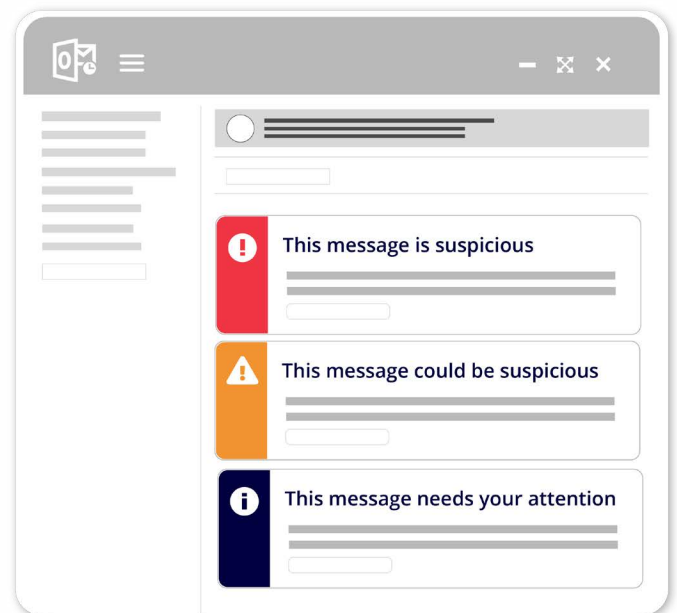 This message is suspicious
This message could be suspicious
This message needs your attention